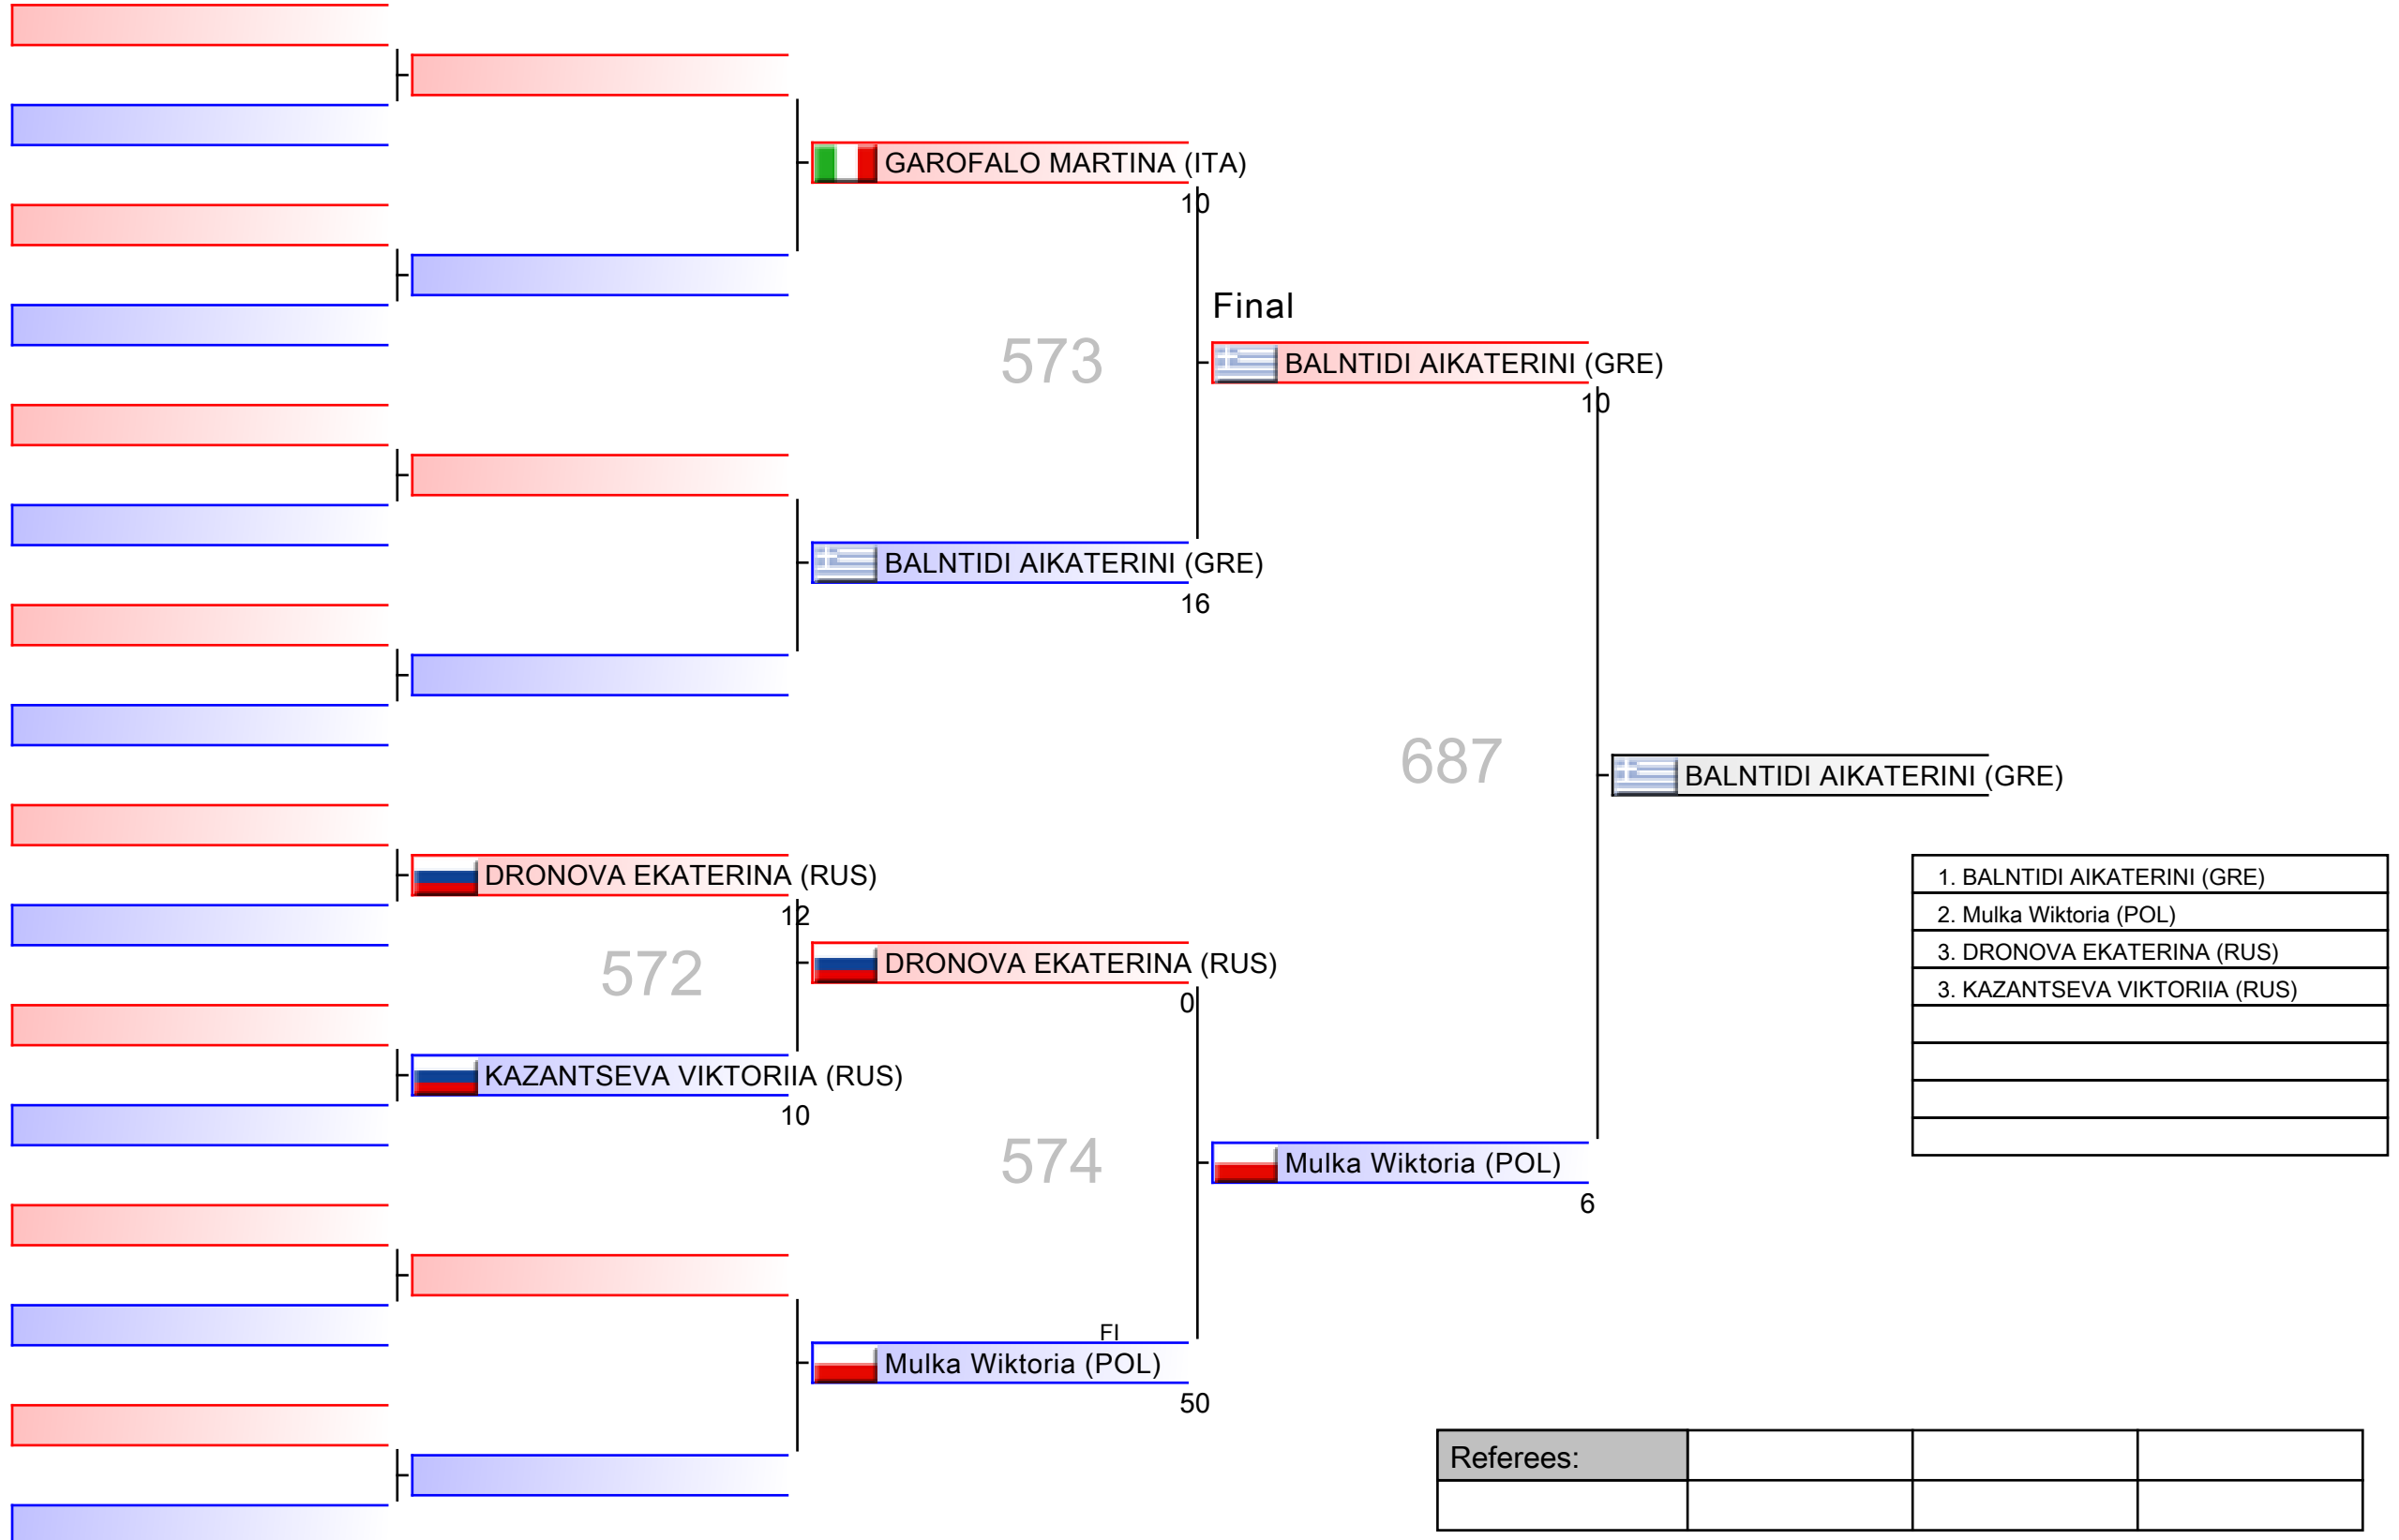 GAROFALO MARTINA (ITA)
10
Final
573
BALNTIDI AIKATERINI (GRE)
10
BALNTIDI AIKATERINI (GRE)
16
687
BALNTIDI AIKATERINI (GRE)
DRONOVA EKATERINA (RUS)
12
572
DRONOVA EKATERINA (RUS)
0
KAZANTSEVA VIKTORIIA (RUS)
10
574
Mulka Wiktoria (POL)
6
FI
Mulka Wiktoria (POL)
50
1. BALNTIDI AIKATERINI (GRE)
2. Mulka Wiktoria (POL)
3. DRONOVA EKATERINA (RUS)
3. KAZANTSEVA VIKTORIIA (RUS)
Referees: